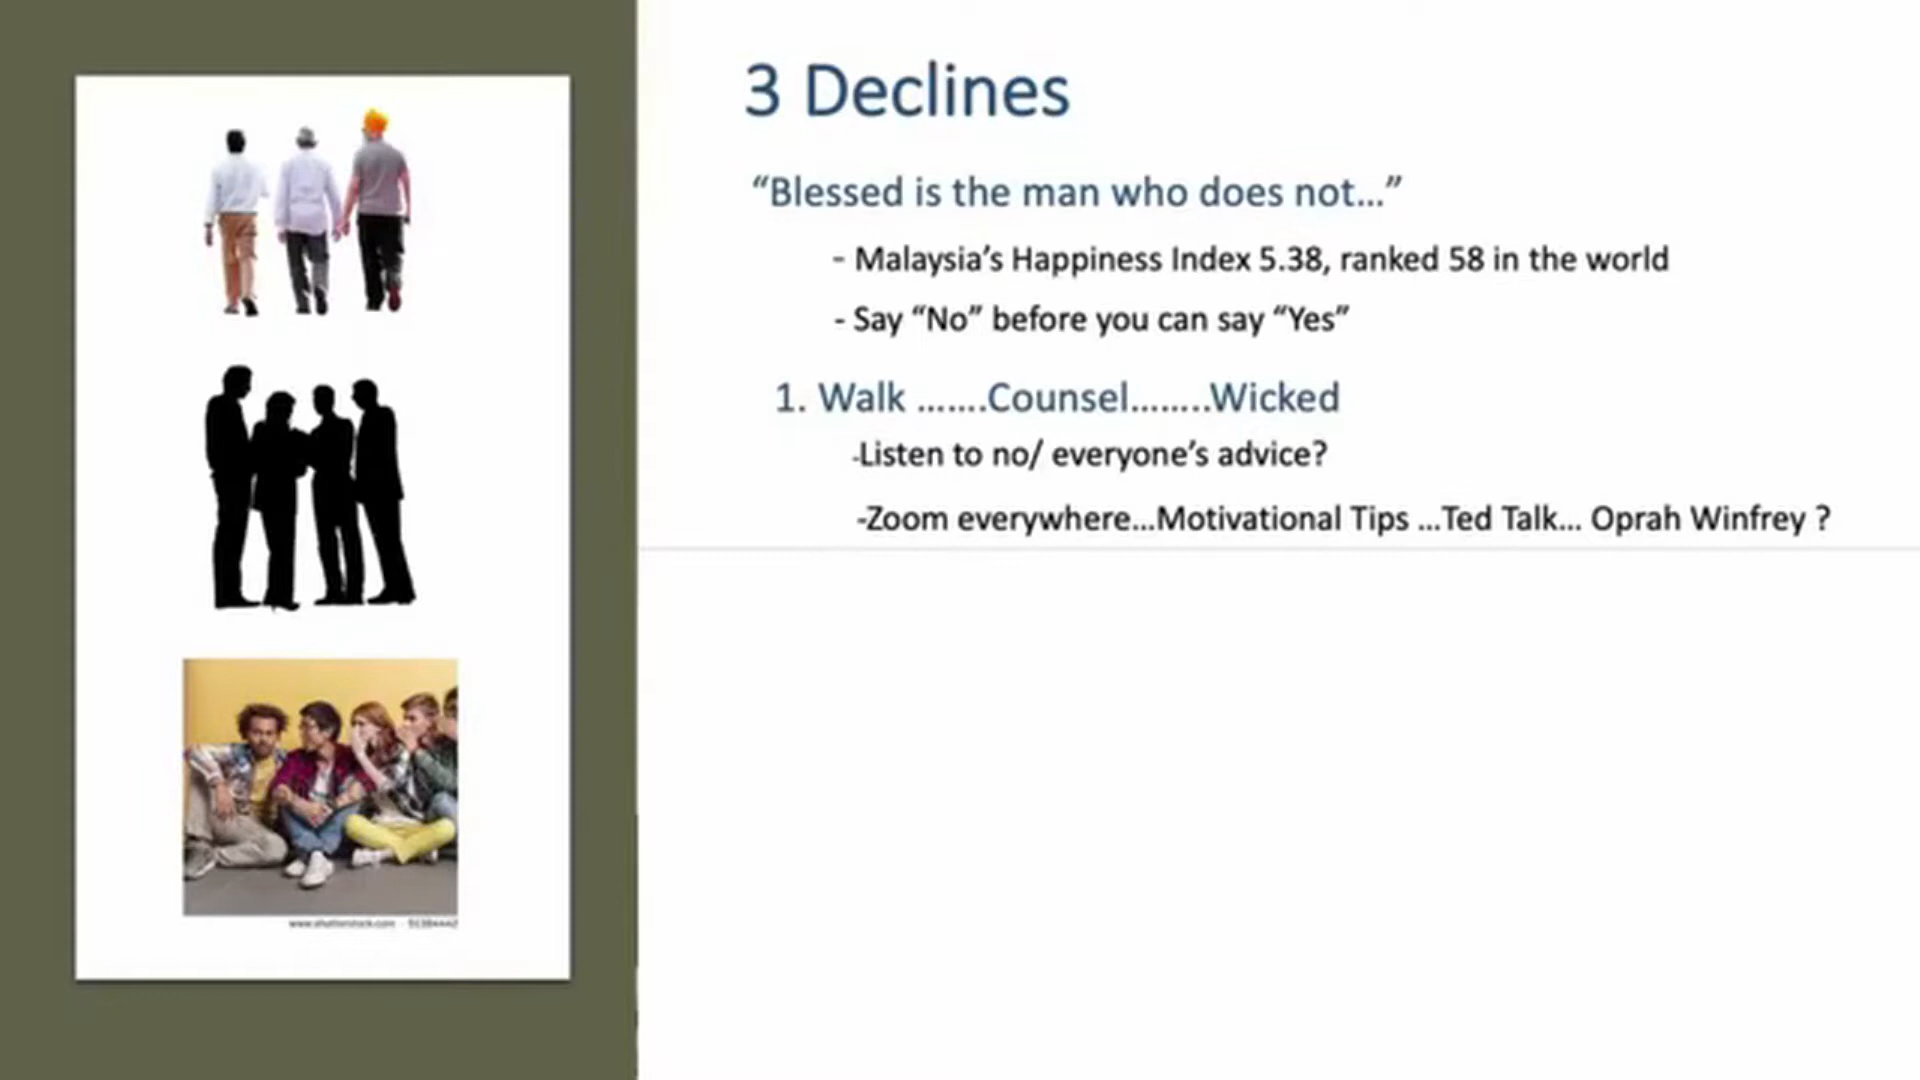 3 Declines
“Blessed is the man who does not...”
- Malaysia’s Happiness Index 5.38, ranked 58 in the world
- Say “No” before you can say “Yes”
1. Walk .......Counsel........Wicked
-Listen to no/ everyone’s advice?
-Zoom everywhere...Motivational Tips ...Ted Talk... Oprah Winfrey ?
www.shutterstock.com